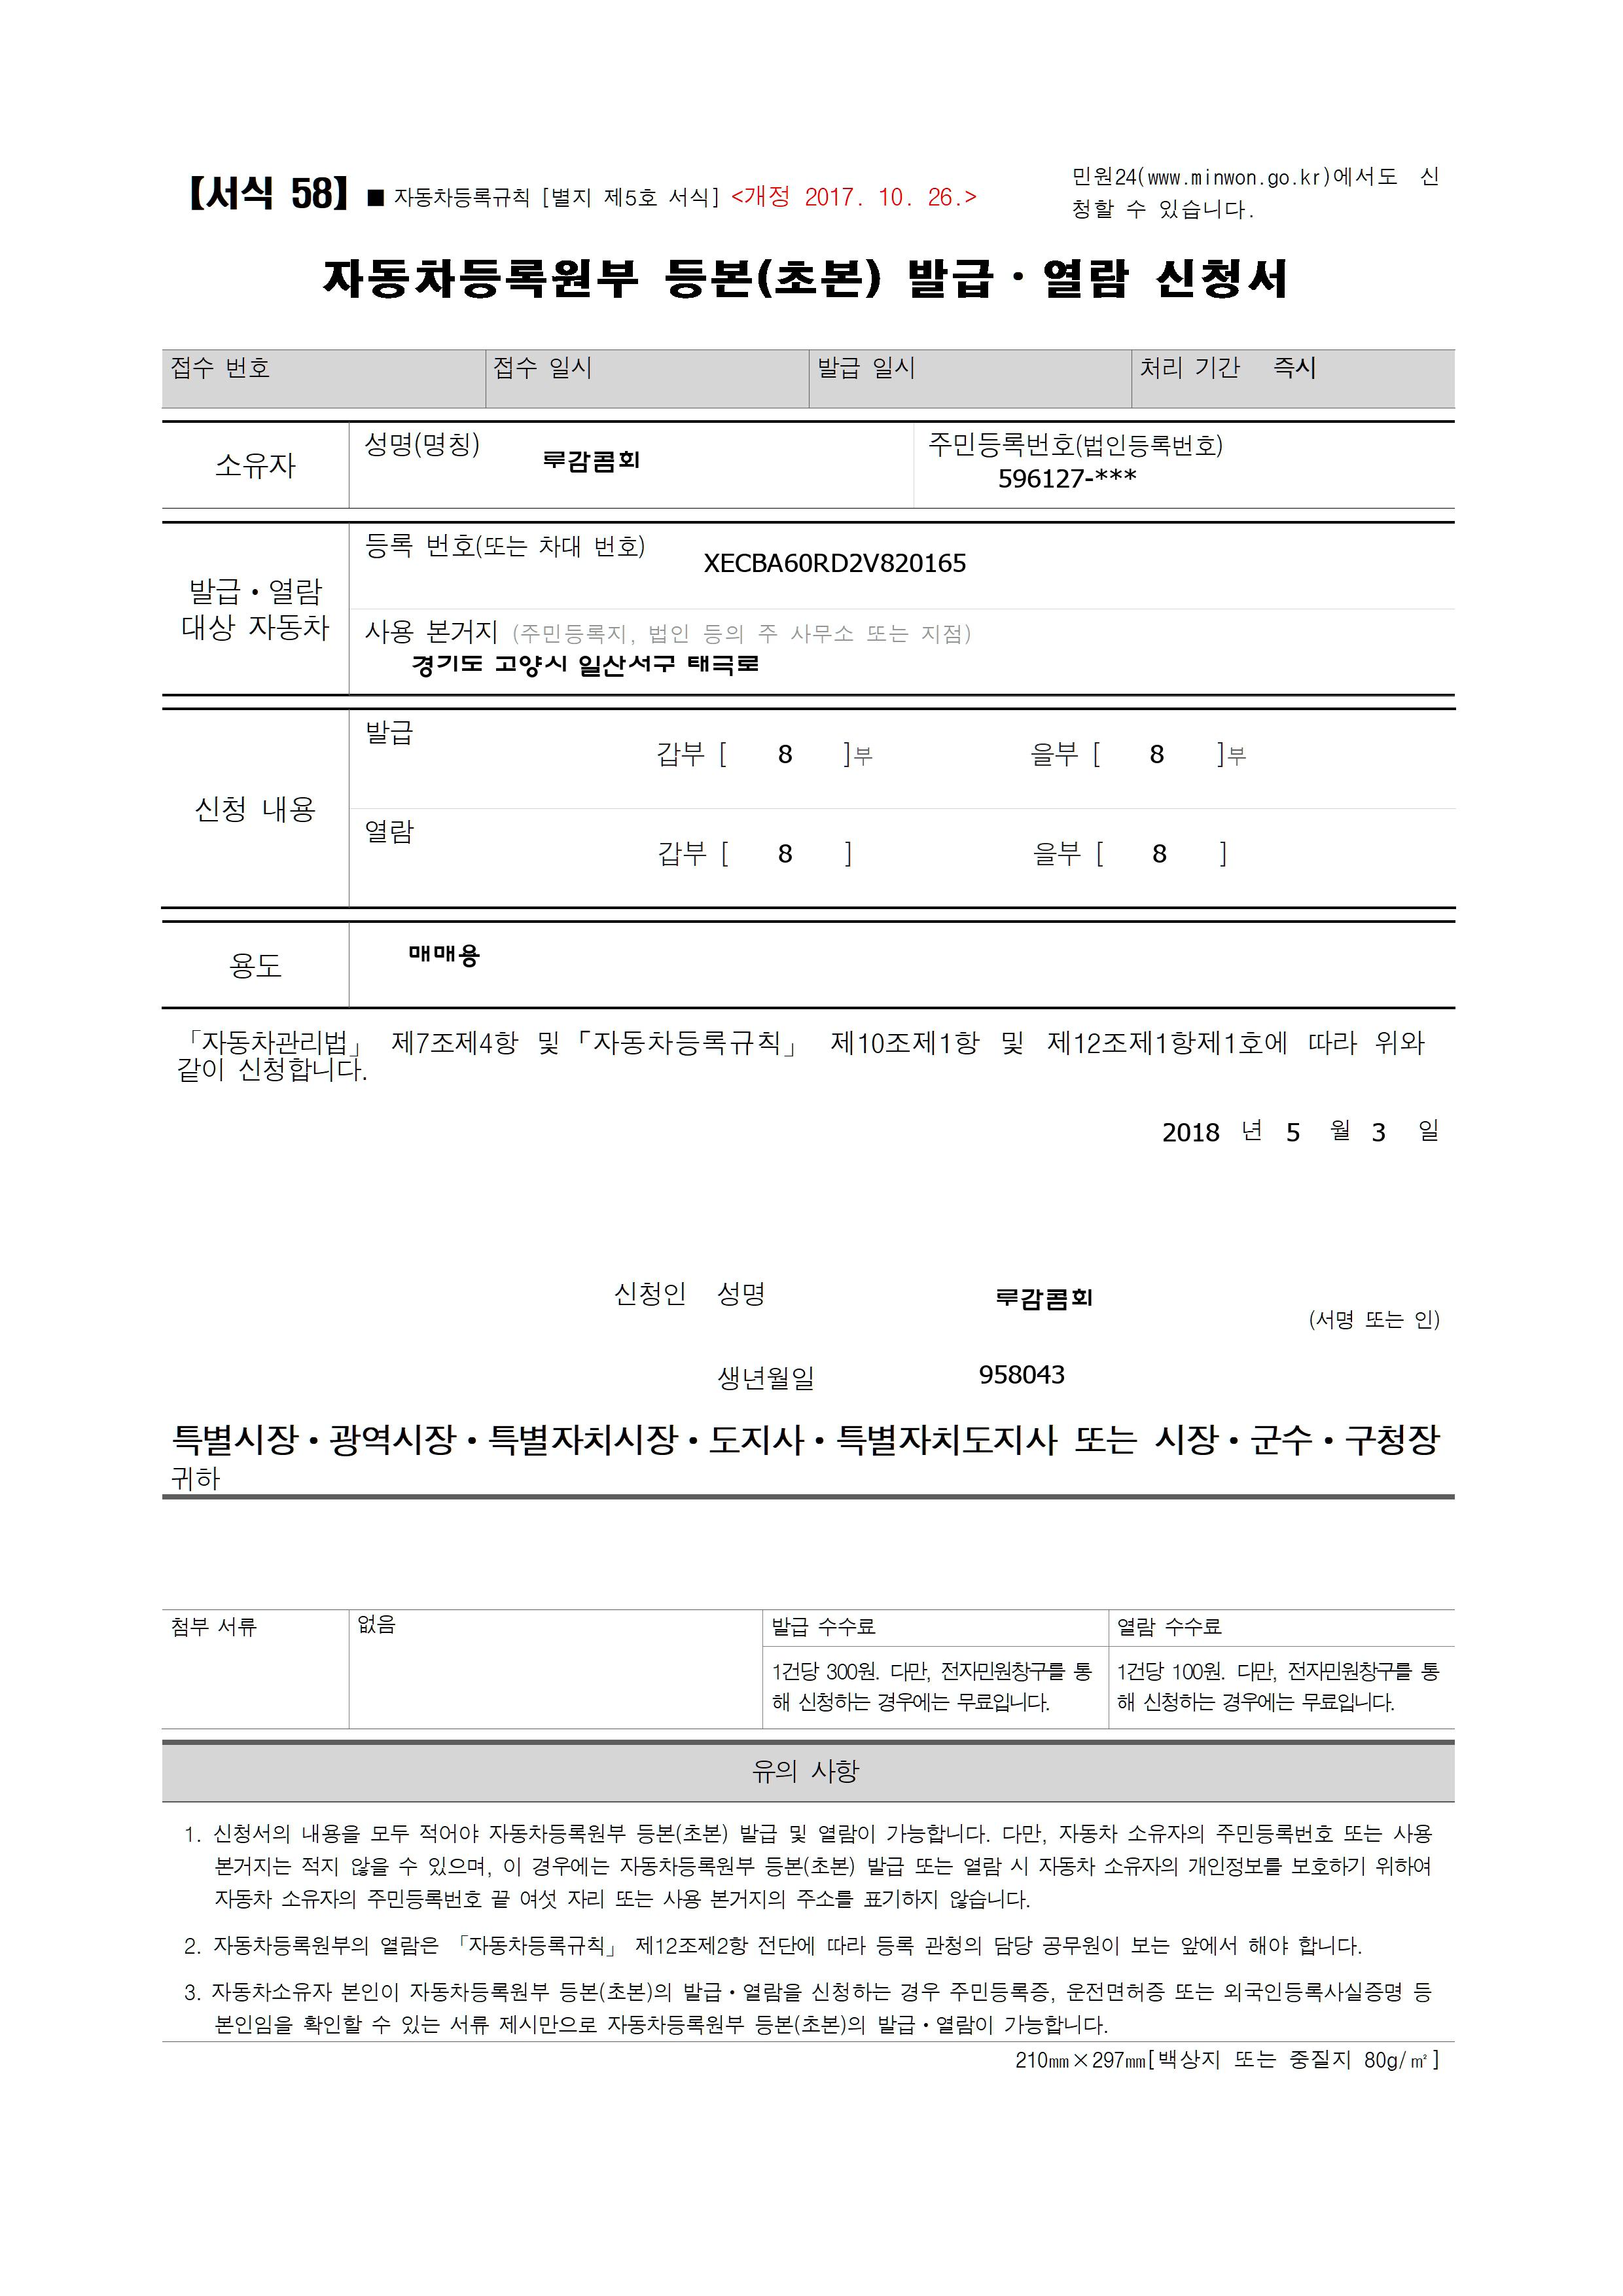 【서식 58】 ■ 자동차등록규칙 [별지 제5호 서식] <개정 2017. 10. 26.>
민원24(www.minwon.go.kr)에서도 신
청할 수 있습니다.
자동차등록원부 등본(초본) 발급·열람 신청서
접수 번호 접수 일시 발급 일시 처리 기간 즉시
소유자
성명(명칭) 루감콤회
주민등록번호(법인등록번호)
596127-***
발급·열람
대상 자동차
등록 번호(또는 차대 번호) XECBA60RD2V820165
사용 본거지 (주민등록지, 법인 등의 주 사무소 또는 지점)
경기도 고양시 일산서구 태극로
신청 내용
발급
갑부 [ 8 ]부 을부 [ 8 ]부
열람
갑부 [ 8 ] 을부 [ 8 ]
용도 매매용
「자동차관리법」 제7조제4항 및 「자동차등록규칙」 제10조제1항 및 제12조제1항제1호에 따라 위와
같이 신청합니다.
2018 년 5 월 3 일
신청인 성명 루감콤회
(서명 또는 인)
생년월일 958043
특별시장·광역시장·특별자치시장·도지사·특별자치도지사 또는 시장·군수·구청장
귀하
첨부 서류 없음 발급 수수료 열람 수수료
1건당 300원. 다만, 전자민원창구를 통
해 신청하는 경우에는 무료입니다.
1건당 100원. 다만, 전자민원창구를 통
해 신청하는 경우에는 무료입니다.
유의 사항
1. 신청서의 내용을 모두 적어야 자동차등록원부 등본(초본) 발급 및 열람이 가능합니다. 다만, 자동차 소유자의 주민등록번호 또는 사용
본거지는 적지 않을 수 있으며, 이 경우에는 자동차등록원부 등본(초본) 발급 또는 열람 시 자동차 소유자의 개인정보를 보호하기 위하여
자동차 소유자의 주민등록번호 끝 여섯 자리 또는 사용 본거지의 주소를 표기하지 않습니다.
2. 자동차등록원부의 열람은 「자동차등록규칙」 제12조제2항 전단에 따라 등록 관청의 담당 공무원이 보는 앞에서 해야 합니다.
3. 자동차소유자 본인이 자동차등록원부 등본(초본)의 발급·열람을 신청하는 경우 주민등록증, 운전면허증 또는 외국인등록사실증명 등
본인임을 확인할 수 있는 서류 제시만으로 자동차등록원부 등본(초본)의 발급·열람이 가능합니다.
210㎜×297㎜[백상지 또는 중질지 80g/㎡]